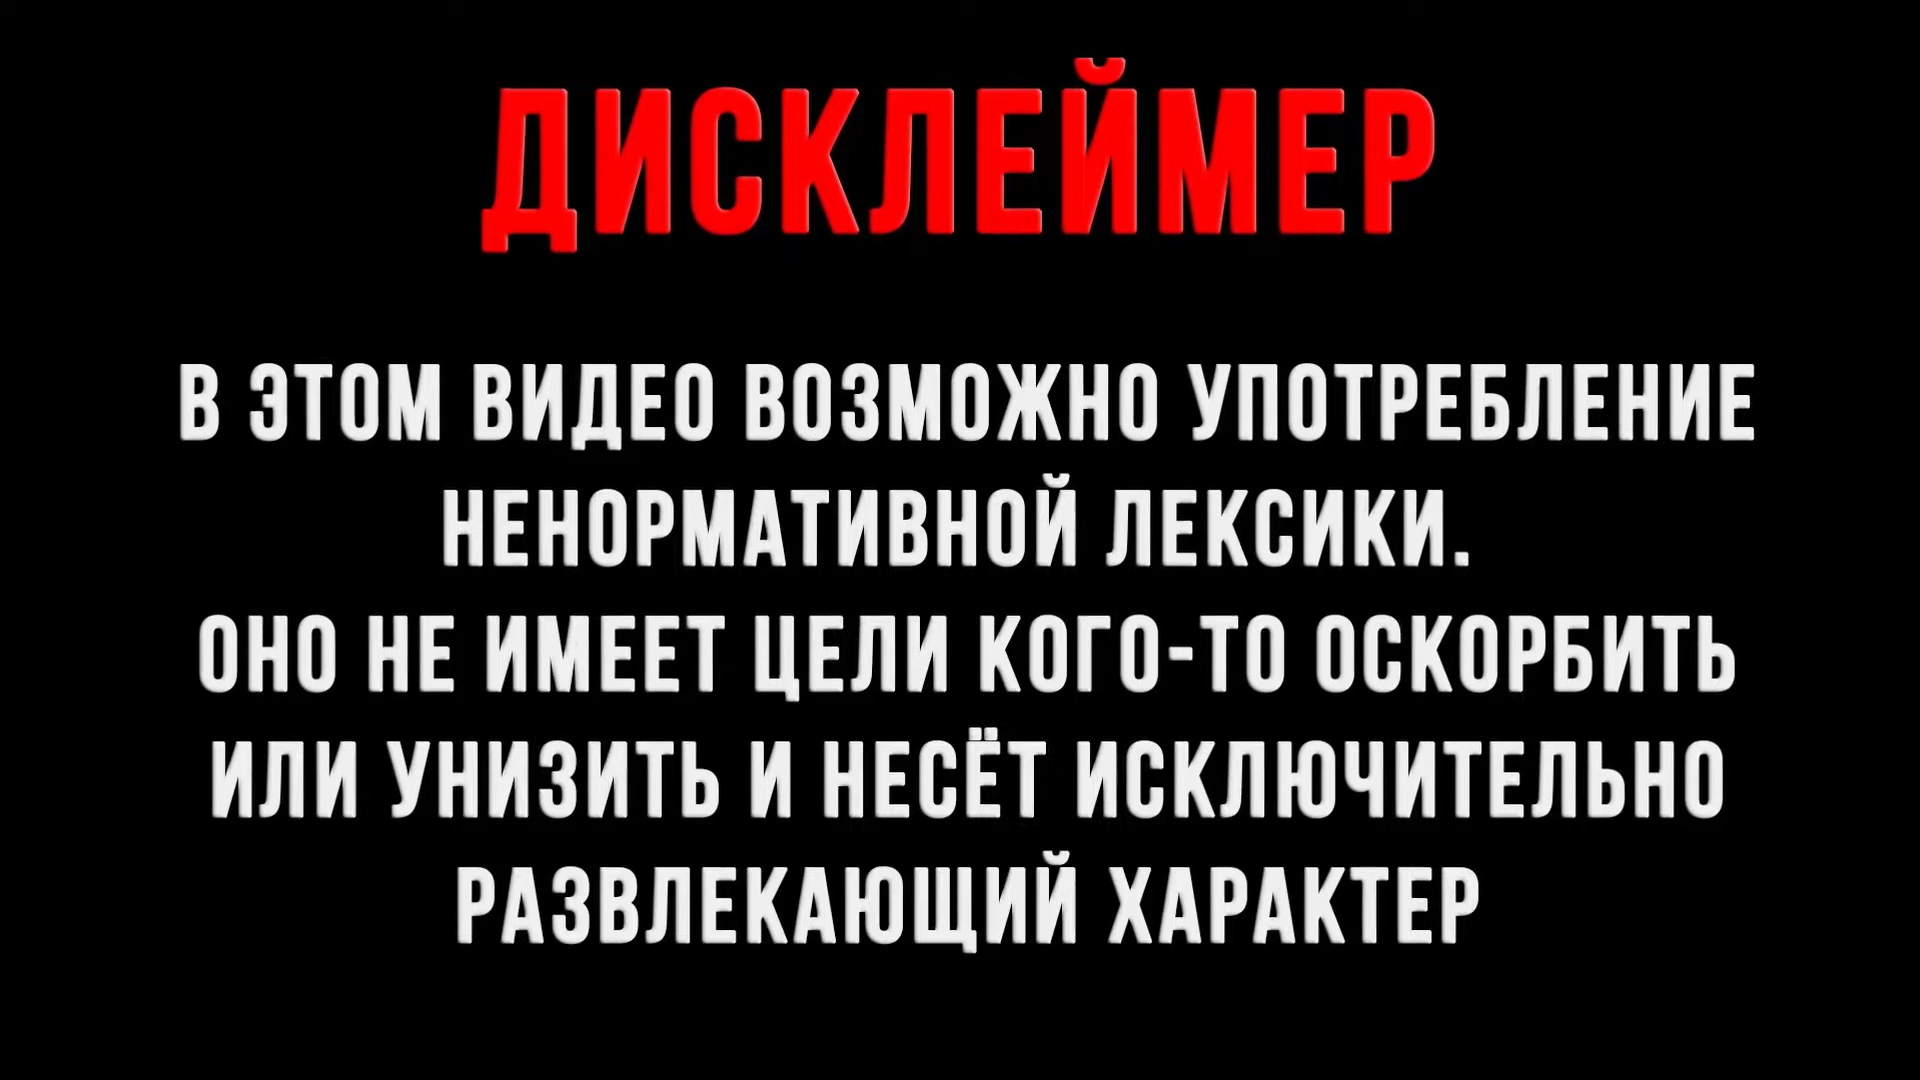 ДИСКЛЕЙМЕР
В ЭТОМ ВИДЕО ВОЗМОЖНО УПОТРЕБЛЕНИЕ
НЕНОРМАТИВНОЙ ЛЕКСИКИ.
ОНО НЕ ИМЕЕТ ЦЕЛИ КОГО-ТО ОСКОРБИТЬ
ИЛИ УНИЗИТЬ И НЕСЁТ ИСКЛЮЧИТЕЛЬНО
РАЗВЛЕКАЮЩИЙ ХАРАКТЕР